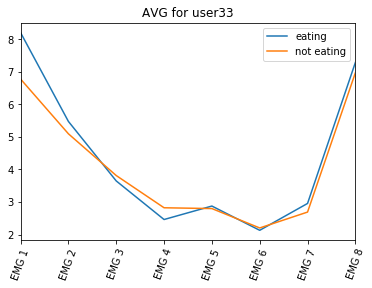 AVG for user33
eating
not eating
8
7
6
5
4
3
2
EMG 1
EMG 2
EMG 3
EMG 4
EMG 5
EMG 6
EMG 7
EMG 8